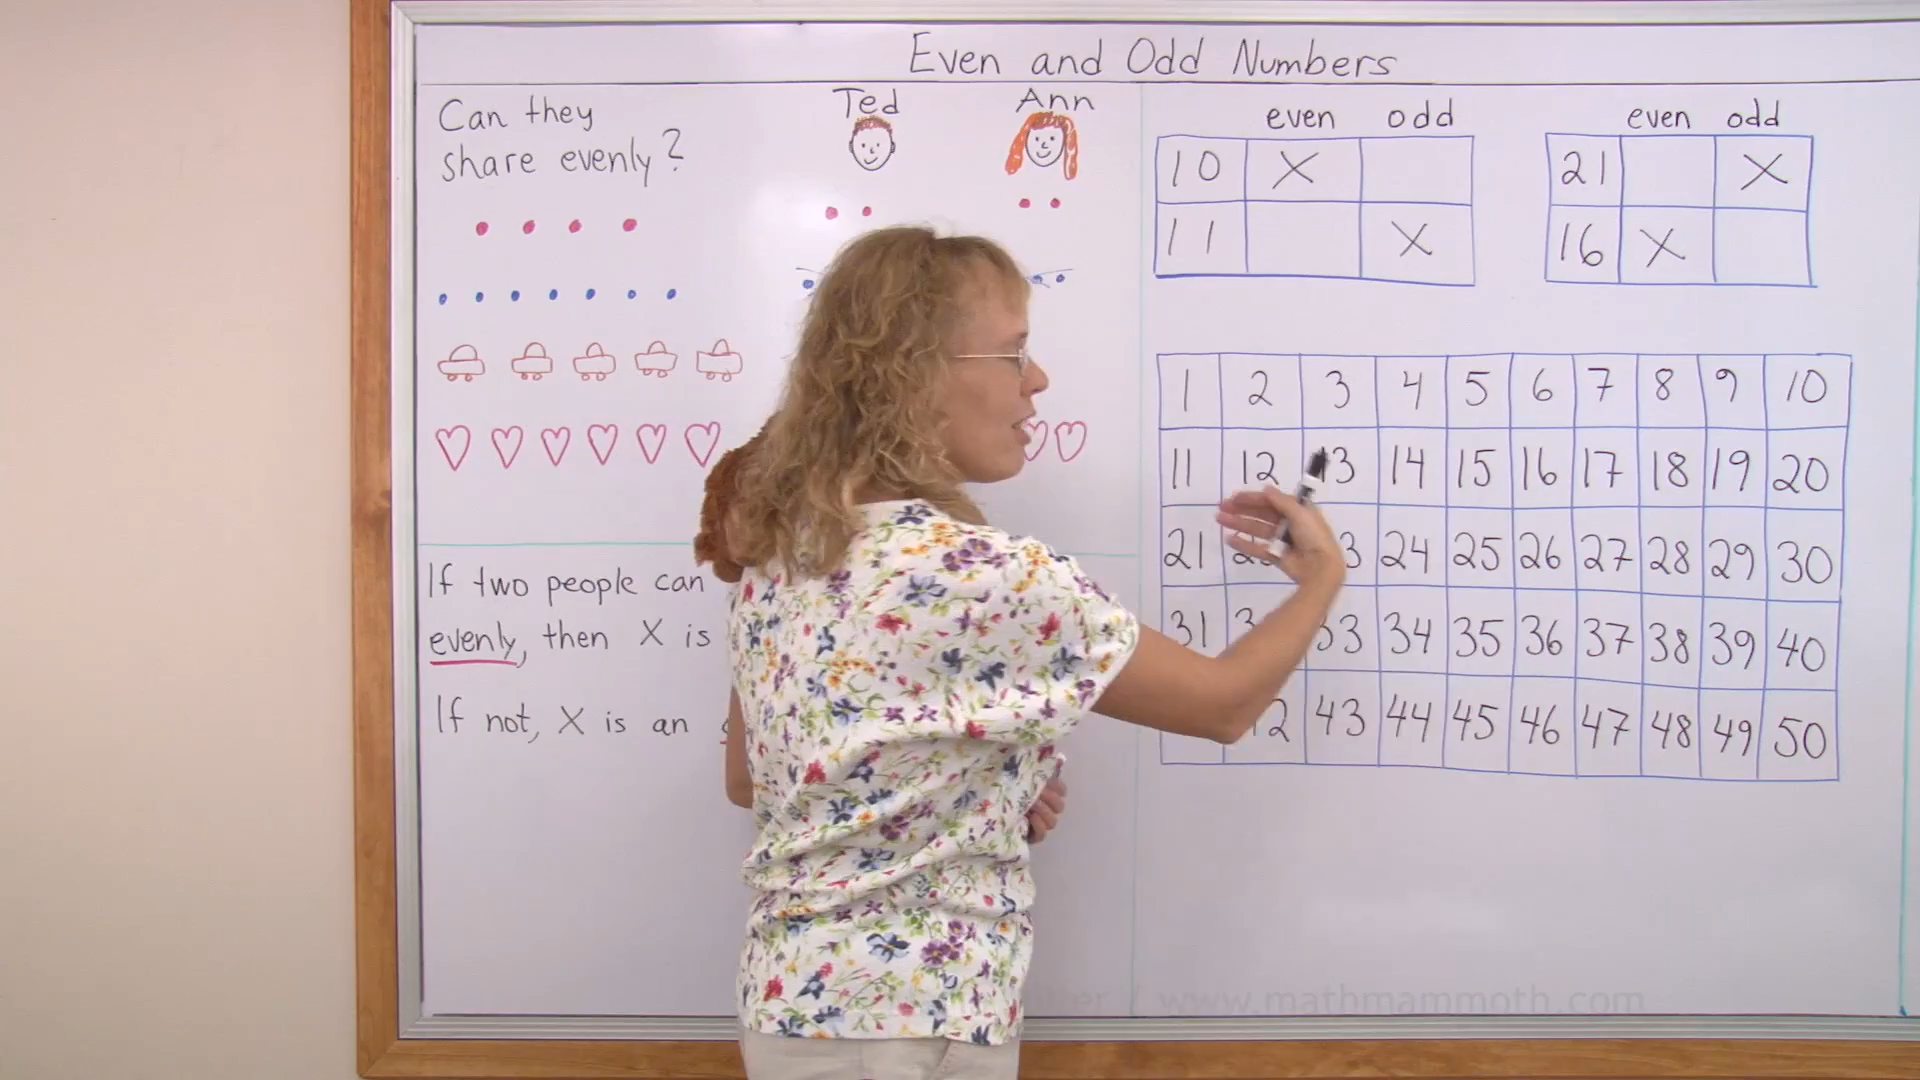 Even and Odd Numbers
Can they
share evenly?
Ted
Ann
If two people can
evenly, then X is
If not, X is an
even odd
10 X
11 X
even odd
21 X
16 X
1 2 3 4 5 6 7 8 9 10
11 12 13 14 15 16 17 18 19 20
21 24 25 26 27 28 29 30
31 33 34 35 36 37 38 39 40
43 44 45 46 47 48 49 50
/ www.mathmammoth.com